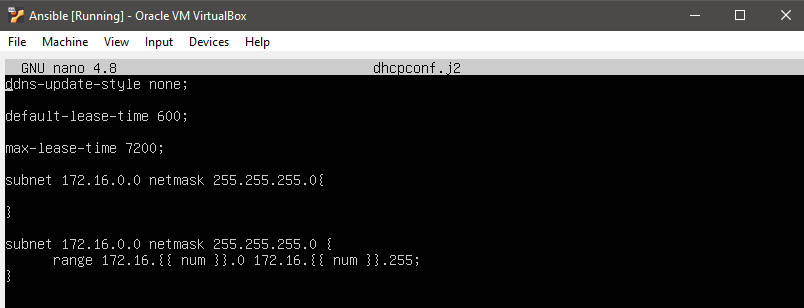 Ansible [Running] - Oracle VM VirtualBox
File Machine View Input Devices Help
GNU nano 4.8 dhcpconf.j2
ddns-update-style none;
default-lease-time 600;
max-lease-time 7200;
subnet 172.16.0.0 netmask 255.255.255.0{
}
subnet 172.16.0.0 netmask 255.255.255.0 {
range 172.16.{{ num }}.0 172.16.{{ num }}.255;
}